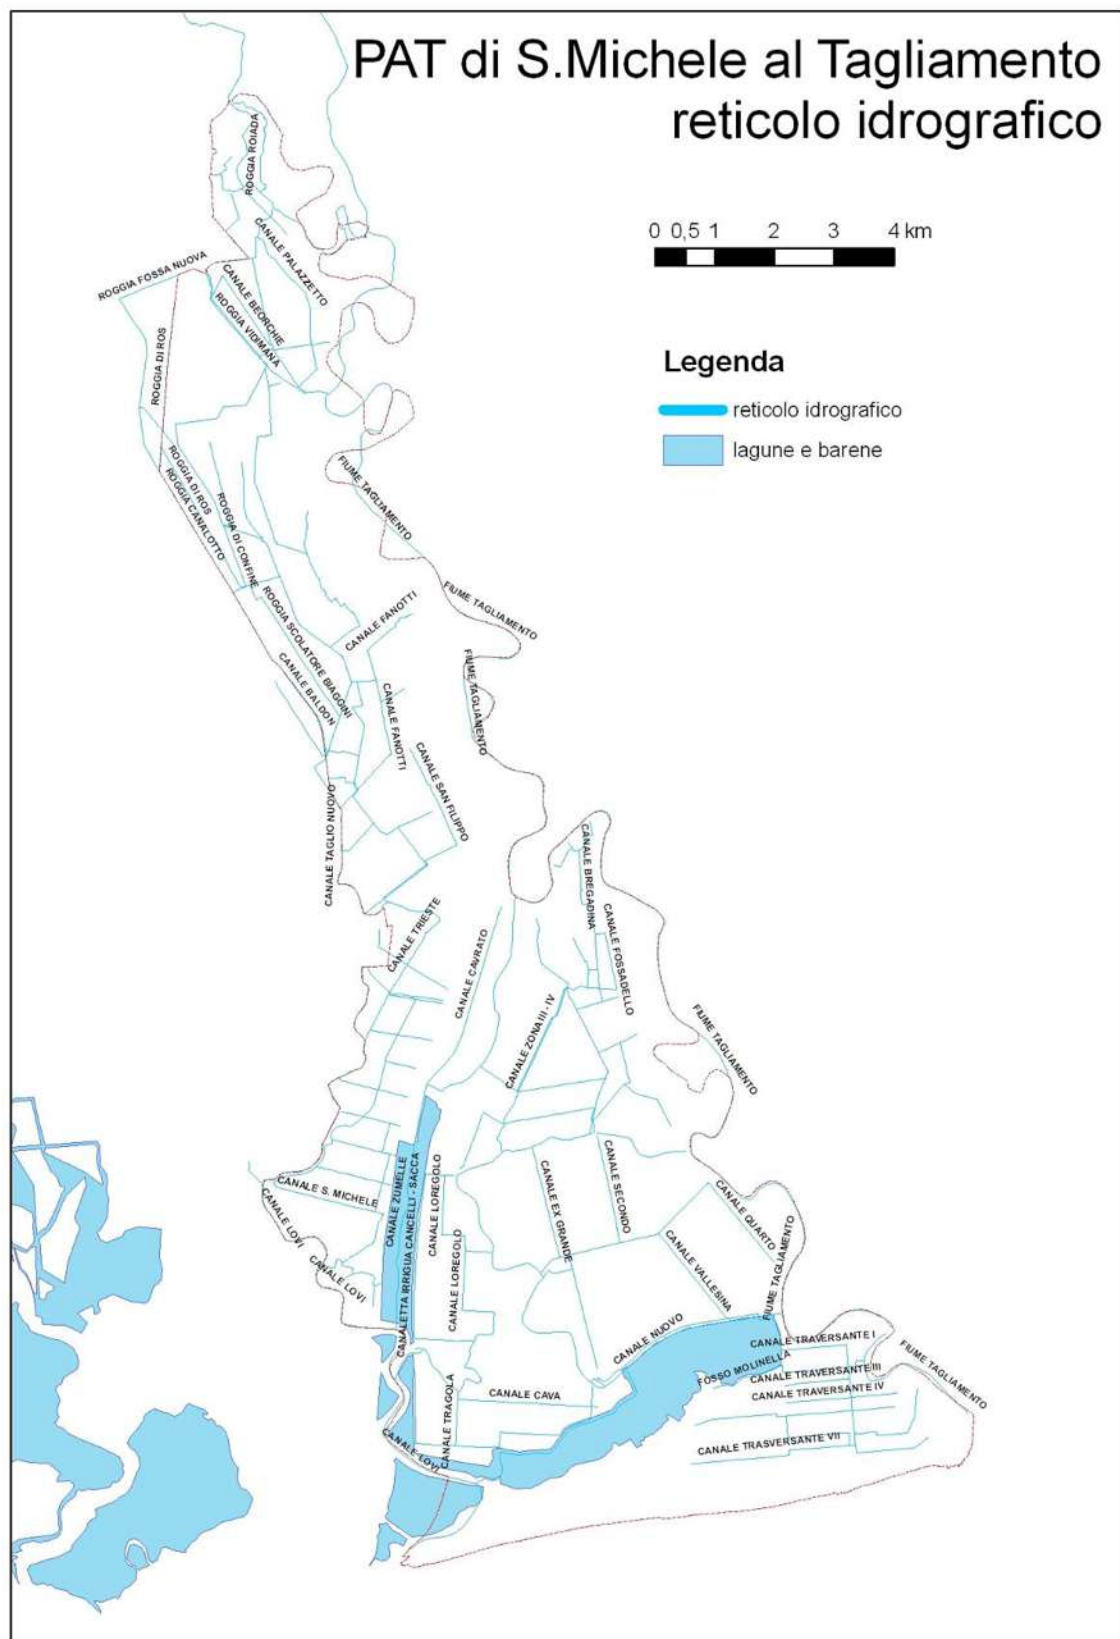 PAT di S.Michele al Tagliamento
reticolo idrografico
0 0,5 1 2 3 4 km
Legenda
reticolo idrografico
lagune e barene
ROGGIA ROIADA
CANALE PALAZZETTO
ROGGIA FOSSA NUOVA
CANALE BEORCHIE
ROGGIA VIDIMANA
ROGGIA DI ROS
ROGGIA DI ROS
ROGGIA CANALOTTO
ROGGIA DI CONFINE
FIUME TAGLIAMENTO
FIUME TAGLIAMENTO
ROGGIA SCOLATORE BIAGGINI
CANALE FANOTTI
CANALE BALDON
CANALE FANOTTI
FIUME TAGLIAMENTO
CANALE SAN FILIPPO
CANALE TAGLIO NUOVO
CANALE BREGADINA
CANALE TRIESTE
CANALE CAVRATO
CANALE FOSSADELLO
CANALE ZONA III - IV
FIUME TAGLIAMENTO
CANALE S. MICHELE
CANALE ZUMELLE
CANALETTA IRRIGUA CANCELLI - SACCA
CANALE LOREGOLO
CANALE LOREGOLO
CANALE EX GRANDE
CANALE SECONDO
CANALE QUARTO
CANALE LOVI
CANALE LOVI
CANALE VALLESINA
FIUME TAGLIAMENTO
CANALE NUOVO
CANALE TRAVERSANTE I
FOSSO MOLINELLA
CANALE TRAVERSANTE III
CANALE TRAVERSANTE IV
FIUME TAGLIAMENTO
CANALE CAVA
CANALE TRAGOLA
CANALE LOVI
CANALE TRASVERSANTE VII